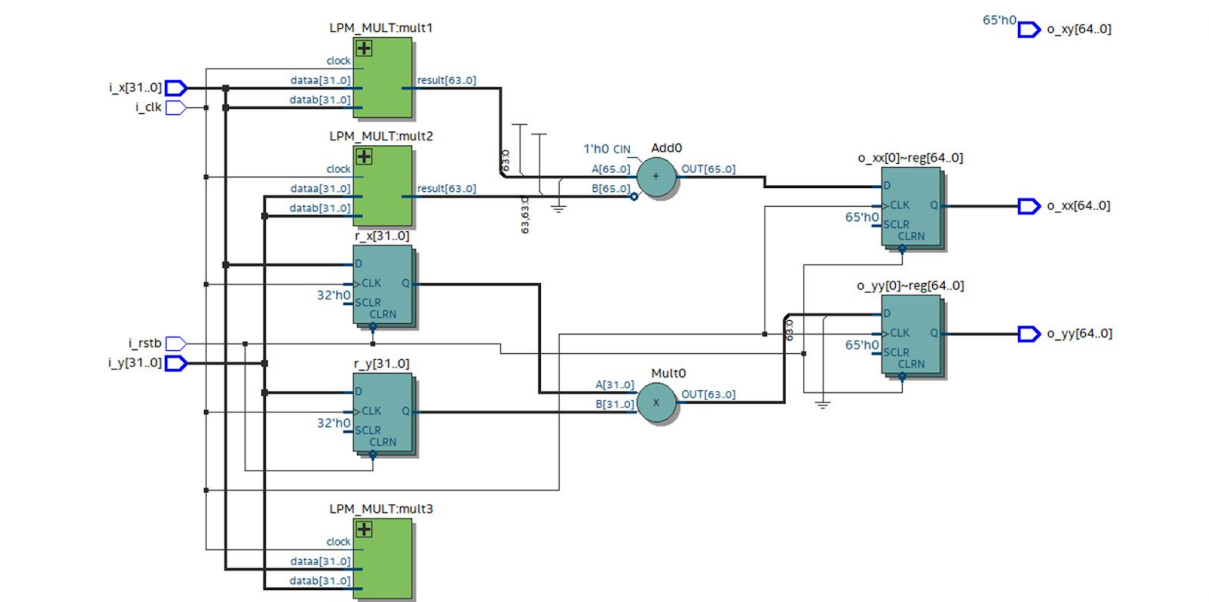 LPM_MULT:mult1
65'h0
o_xy[64..0]
clock
i_x[31..0]
dataa[31..0]
result[63..0]
i_clk
datab[31..0]
LPM_MULT:mult2
63:0
1'h0 CIN
Add0
o_xx[0]~reg[64..0]
clock
A[65..0]
OUT[65..0]
dataa[31..0]
result[63..0]
B[65..0]
D
datab[31..0]
63,63:0
CLK
Q
o_xx[64..0]
65'h0
SCLR
CLRN
r_x[31..0]
D
CLK
Q
32'h0
SCLR
CLRN
o_yy[0]~reg[64..0]
D
63:0
CLK
Q
o_yy[64..0]
65'h0
SCLR
CLRN
i_rstb
i_y[31..0]
r_y[31..0]
Mult0
D
A[31..0]
OUT[63..0]
CLK
Q
B[31..0]
x
32'h0
SCLR
CLRN
LPM_MULT:mult3
clock
dataa[31..0]
datab[31..0]